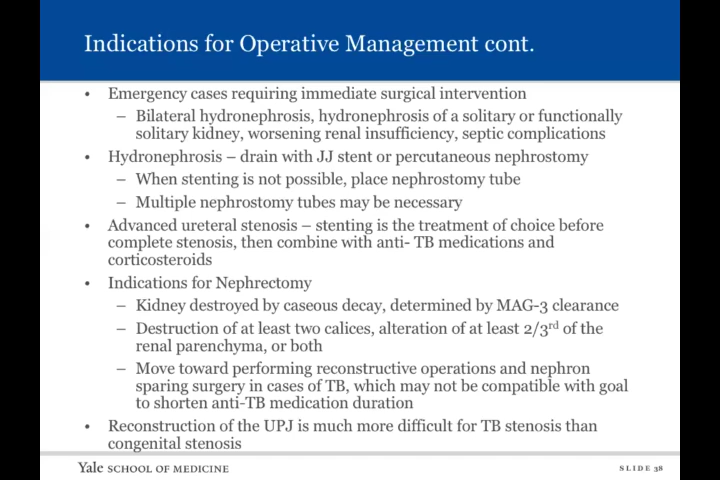 Indications for Operative Management cont.
• Emergency cases requiring immediate surgical intervention
– Bilateral hydronephrosis, hydronephrosis of a solitary or functionally
solitary kidney, worsening renal insufficiency, septic complications
• Hydronephrosis – drain with JJ stent or percutaneous nephrostomy
– When stenting is not possible, place nephrostomy tube
– Multiple nephrostomy tubes may be necessary
• Advanced ureteral stenosis – stenting is the treatment of choice before
complete stenosis, then combine with anti- TB medications and
corticosteroids
• Indications for Nephrectomy
– Kidney destroyed by caseous decay, determined by MAG-3 clearance
– Destruction of at least two calices, alteration of at least 2/3rd of the
renal parenchyma, or both
– Move toward performing reconstructive operations and nephron
sparing surgery in cases of TB, which may not be compatible with goal
to shorten anti-TB medication duration
• Reconstruction of the UPJ is much more difficult for TB stenosis than
congenital stenosis
Yale SCHOOL OF MEDICINE
SLIDE 38